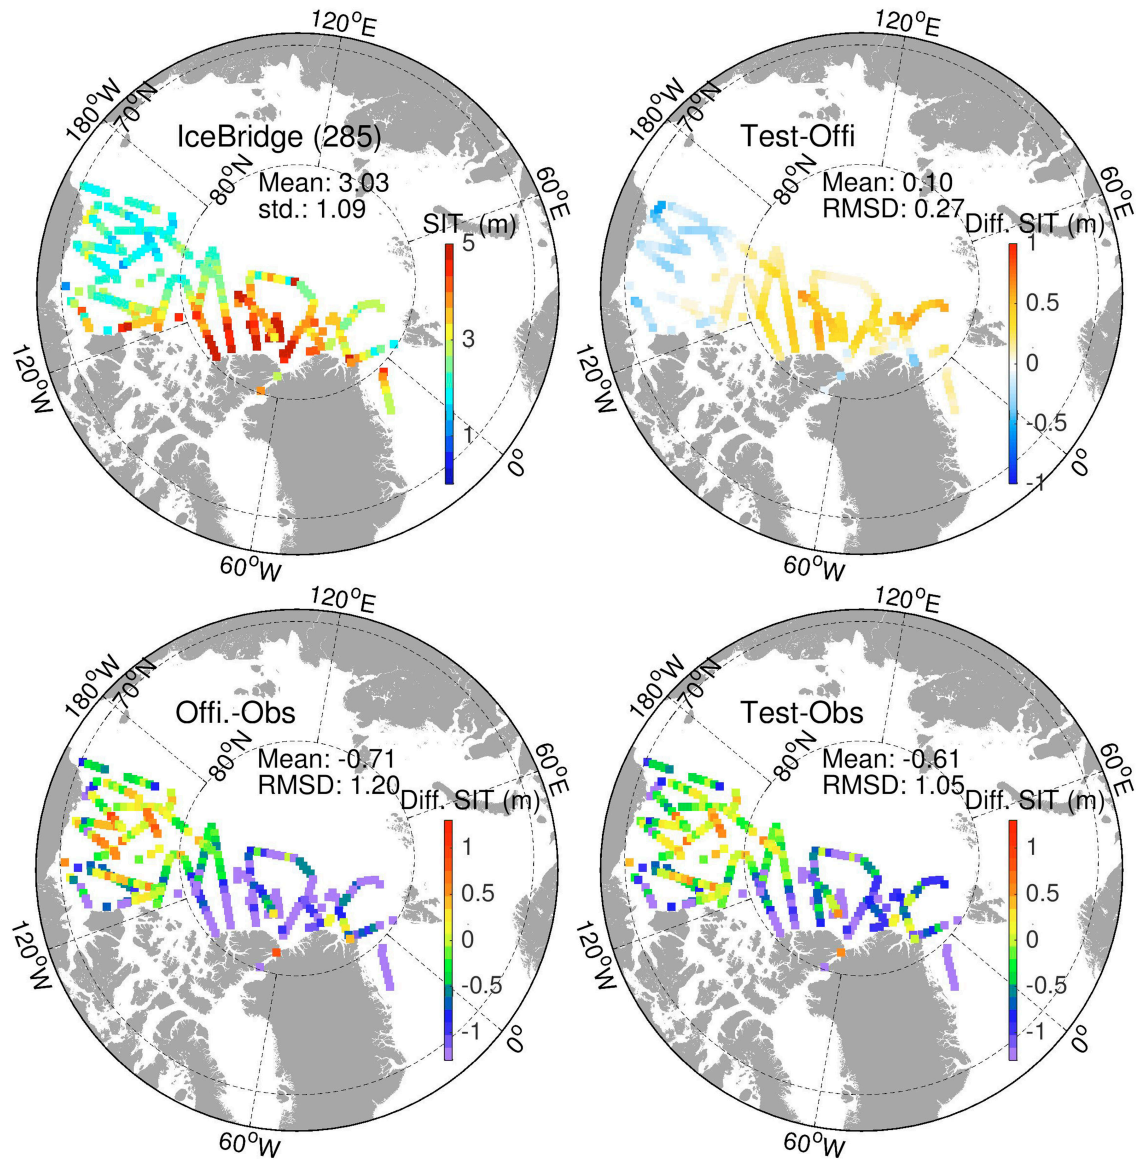 120°E
180°W
70°N
IceBridge (285)
80°N
Mean: 3.03
std.: 1.09
60°E
SIT (m)
5
3
1
120°W
0°
60°W
120°E
180°W
70°N
Test-Offi
80°N
Mean: 0.10
RMSD: 0.27
60°E
Diff. SIT (m)
1
0.5
0
-0.5
-1
120°W
0°
60°W
120°E
180°W
70°N
Offi.-Obs
80°N
Mean: -0.71
RMSD: 1.20
60°E
Diff. SIT (m)
1
0.5
0
-0.5
-1
120°W
0°
60°W
120°E
180°W
70°N
Test-Obs
80°N
Mean: -0.61
RMSD: 1.05
60°E
Diff. SIT (m)
1
0.5
0
-0.5
-1
120°W
0°
60°W